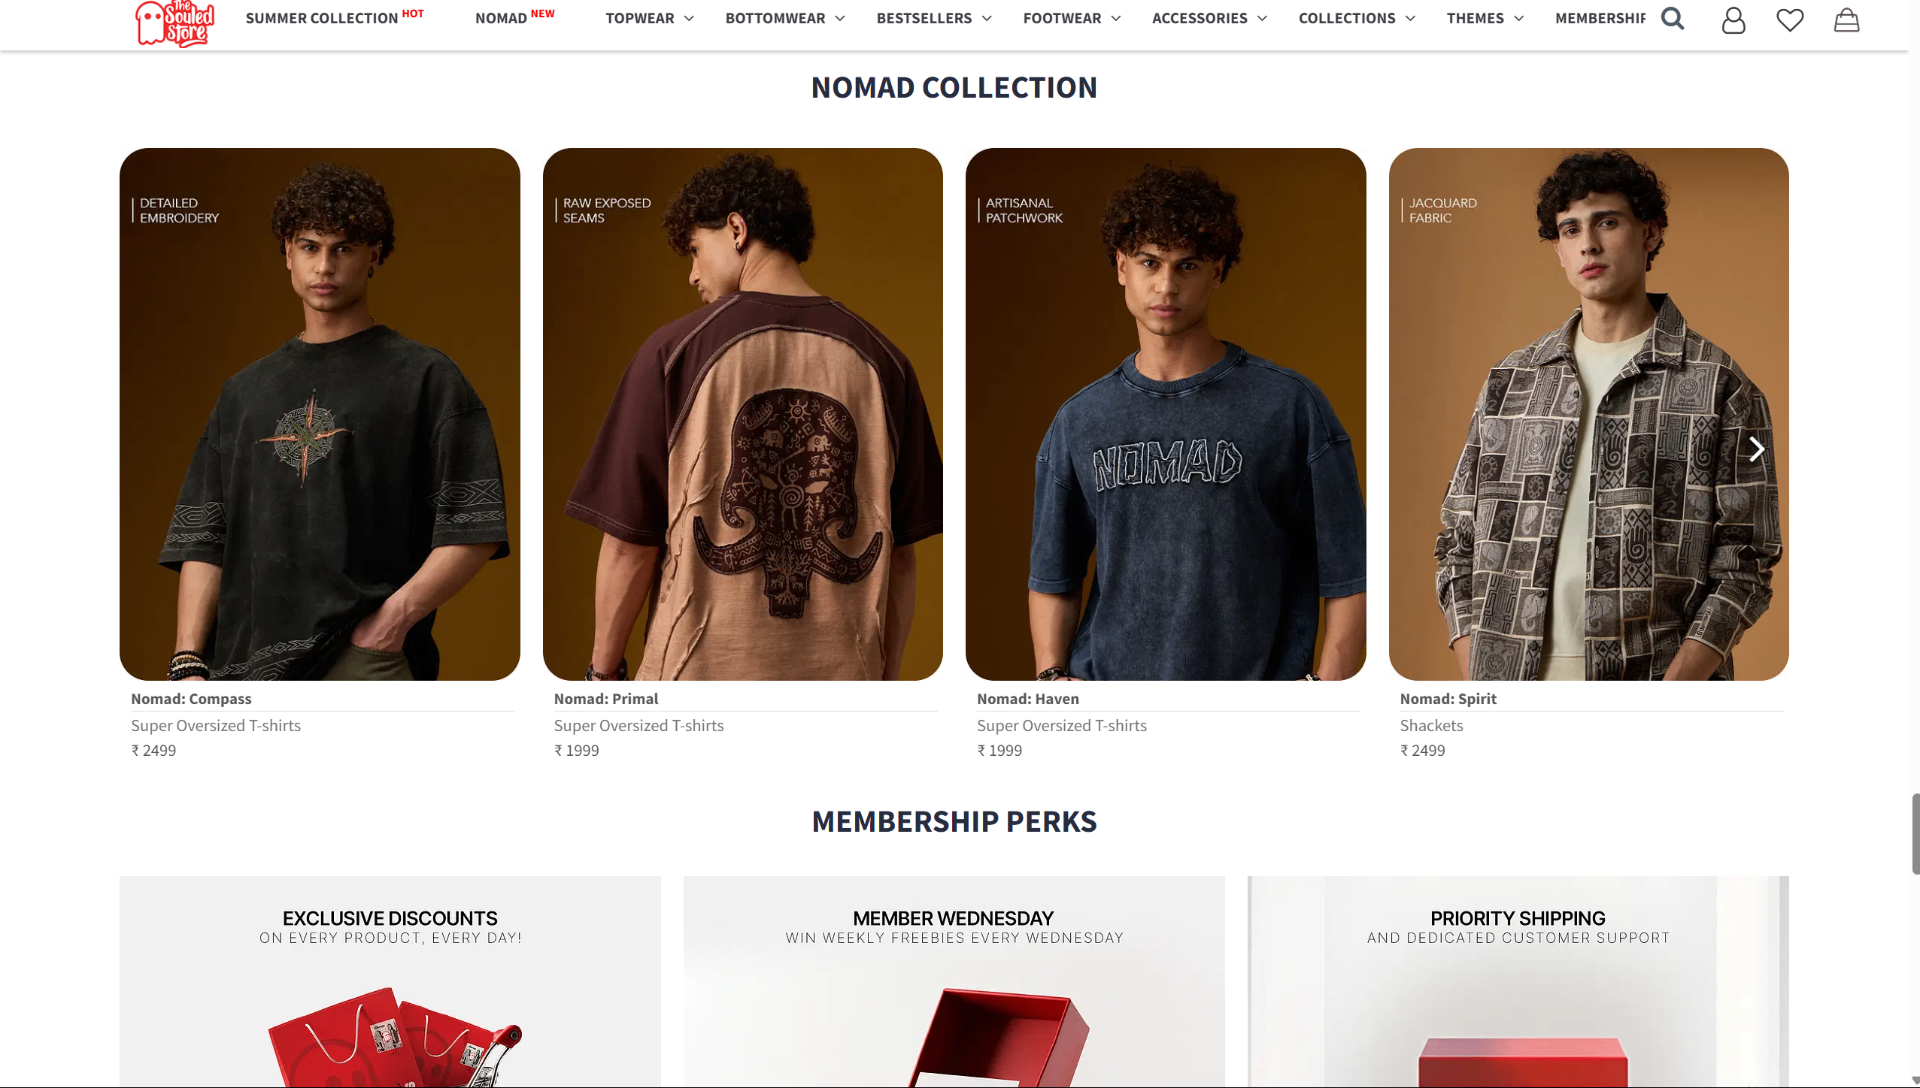 The
Souled
Store
SUMMER COLLECTION HOT
NOMAD NEW
TOPWEAR
BOTTOMWEAR
BESTSELLERS
FOOTWEAR
ACCESSORIES
COLLECTIONS
THEMES
MEMBERSHIP
NOMAD COLLECTION
DETAILED
EMBROIDERY
RAW EXPOSED
SEAMS
ARTISANAL
PATCHWORK
JACQUARD
FABRIC
NOMAD
Nomad: Compass
Super Oversized T-shirts
₹ 2499
Nomad: Primal
Super Oversized T-shirts
₹ 1999
Nomad: Haven
Super Oversized T-shirts
₹ 1999
Nomad: Spirit
Shackets
₹ 2499
MEMBERSHIP PERKS
EXCLUSIVE DISCOUNTS
ON EVERY PRODUCT, EVERY DAY!
MEMBER WEDNESDAY
WIN WEEKLY FREEBIES EVERY WEDNESDAY
PRIORITY SHIPPING
AND DEDICATED CUSTOMER SUPPORT